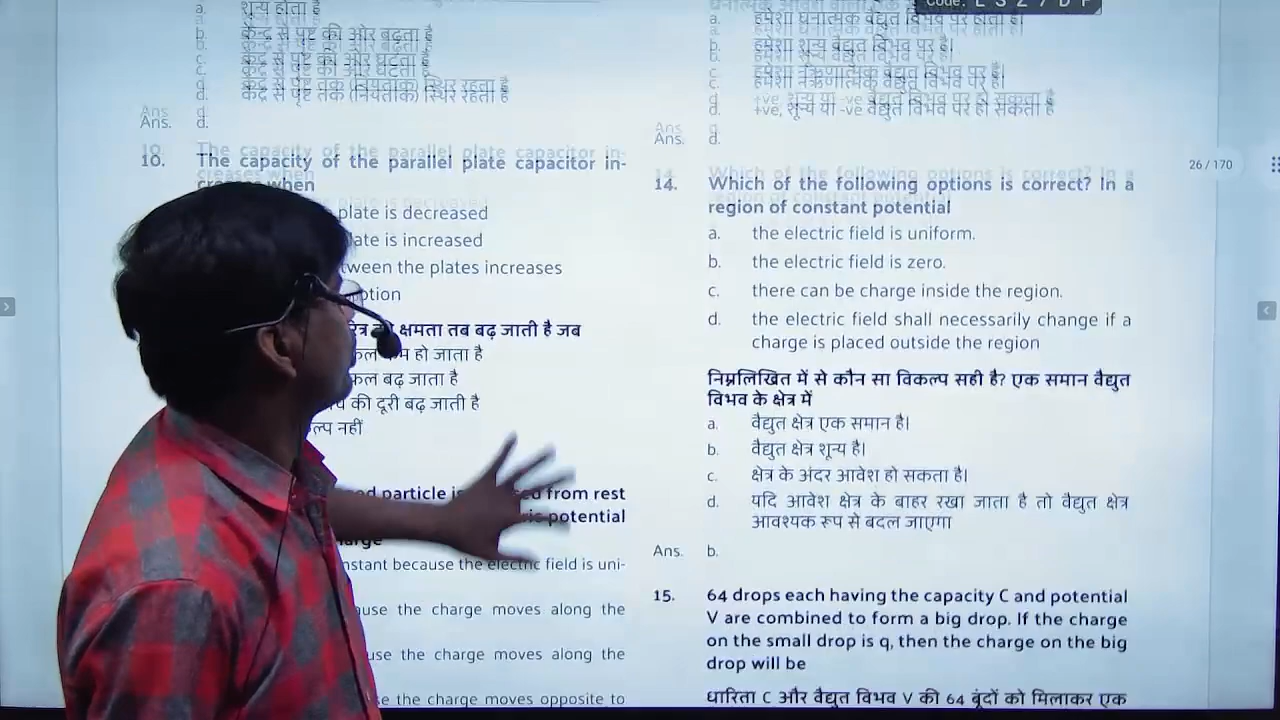 a. शून्य होता है
b. केन्द्र से पृष्ट की ओर बढ़ता है
c. केंद्र से पृष्ट की ओर घटता है
d. केंद्र से पृष्ट तक (नियतांक) स्थिर रहता है
Ans. d.
10. The capacity of the parallel plate capacitor in-
creases when
plate is decreased
late is increased
tween the plates increases
ption
क्षमता तब बढ़ जाती है जब
हो जाता है
बढ़ जाता है
की दूरी बढ़ जाती है
नहीं
particle is from rest
potential
because the electric field is uni-
ause the charge moves along the
use the charge moves along the
se the charge moves opposite to
Code:
a. हमेशा घनात्मक वैद्युत विभव पर होता है।
b. हमेशा शून्य वैद्युत विभव पर है।
c. हमेशा नऋणात्मक वैद्युत विभव पर है।
d. +ve, शून्य या -ve वैद्युत विभव पर हो सकता है
Ans. d.
26 / 170
14. Which of the following options is correct? In a
region of constant potential
a. the electric field is uniform.
b. the electric field is zero.
c. there can be charge inside the region.
d. the electric field shall necessarily change if a
charge is placed outside the region
निम्नलिखित में से कौन सा विकल्प सही है? एक समान वैद्युत
विभव के क्षेत्र में
a. वैद्युत क्षेत्र एक समान है।
b. वैद्युत क्षेत्र शून्य है।
c. क्षेत्र के अंदर आवेश हो सकता है।
d. यदि आवेश क्षेत्र के बाहर रखा जाता है तो वैद्युत क्षेत्र
आवश्यक रूप से बदल जाएगा
Ans. b.
15. 64 drops each having the capacity C and potential
V are combined to form a big drop. If the charge
on the small drop is q, then the charge on the big
drop will be
धारिता C और वैद्युत विभव V की 64 बूंदों को मिलाकर एक